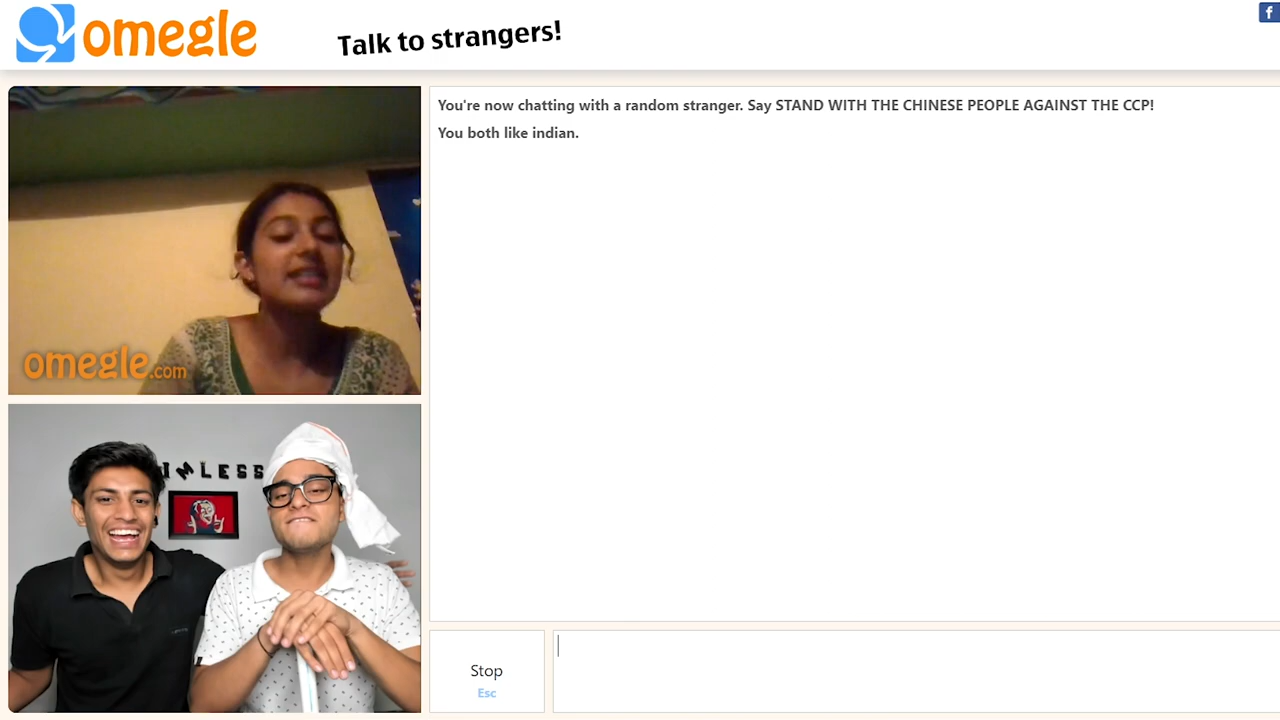 omegle
Talk to strangers!
f
You're now chatting with a random stranger. Say STAND WITH THE CHINESE PEOPLE AGAINST THE CCP!
You both like indian.
omegle.com
IMLESS
Stop
Esc